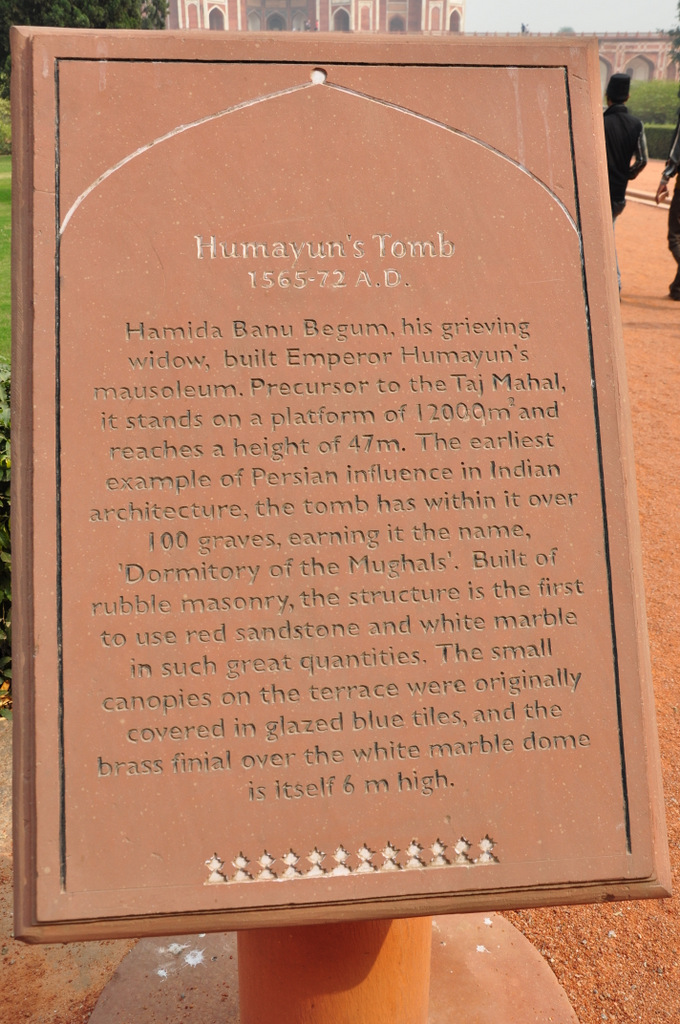 Humayun's Tomb
1565-72 A.D.
Hamida Banu Begum, his grieving
widow, built Emperor Humayun's
mausoleum. Precursor to the Taj Mahal,
it stands on a platform of 12000m² and
reaches a height of 47m. The earliest
example of Persian influence in Indian
architecture, the tomb has within it over
100 graves, earning it the name,
'Dormitory of the Mughals'. Built of
rubble masonry, the structure is the first
to use red sandstone and white marble
in such great quantities. The small
canopies on the terrace were originally
covered in glazed blue tiles, and the
brass finial over the white marble dome
is itself 6 m high.